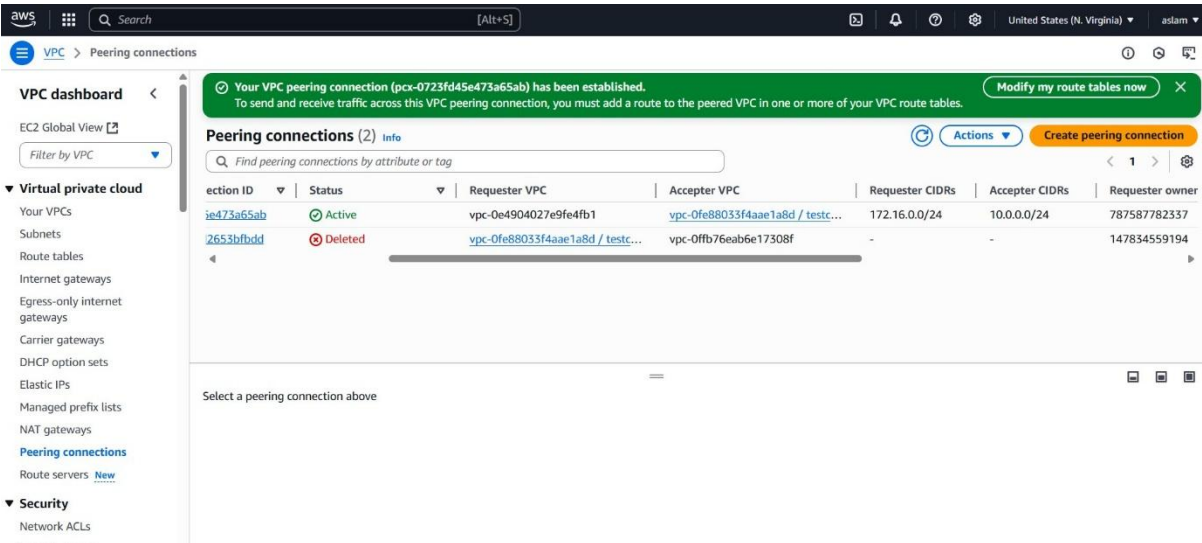 aws Search [Alt+S] United States (N. Virginia) aslam
VPC > Peering connections
VPC dashboard
EC2 Global View
Filter by VPC
Virtual private cloud
Your VPCs
Subnets
Route tables
Internet gateways
Egress-only internet
gateways
Carrier gateways
DHCP option sets
Elastic IPs
Managed prefix lists
NAT gateways
Peering connections
Route servers New
Security
Network ACLs
Your VPC peering connection (pcx-0723fd45e473a65ab) has been established.
To send and receive traffic across this VPC peering connection, you must add a route to the peered VPC in one or more of your VPC route tables.
Modify my route tables now
Peering connections (2) Info
Actions
Create peering connection
Find peering connections by attribute or tag
1
ection ID Status Requester VPC Accepter VPC Requester CIDRs Accepter CIDRs Requester owner
5e473a65ab Active vpc-0e4904027e9fe4fb1 vpc-0fe88033f4aae1a8d / testc... 172.16.0.0/24 10.0.0.0/24 787587782337
2653bfbdd Deleted vpc-0fe88033f4aae1a8d / testc... vpc-0ffb76eab6e17308f - - 147834559194
Select a peering connection above